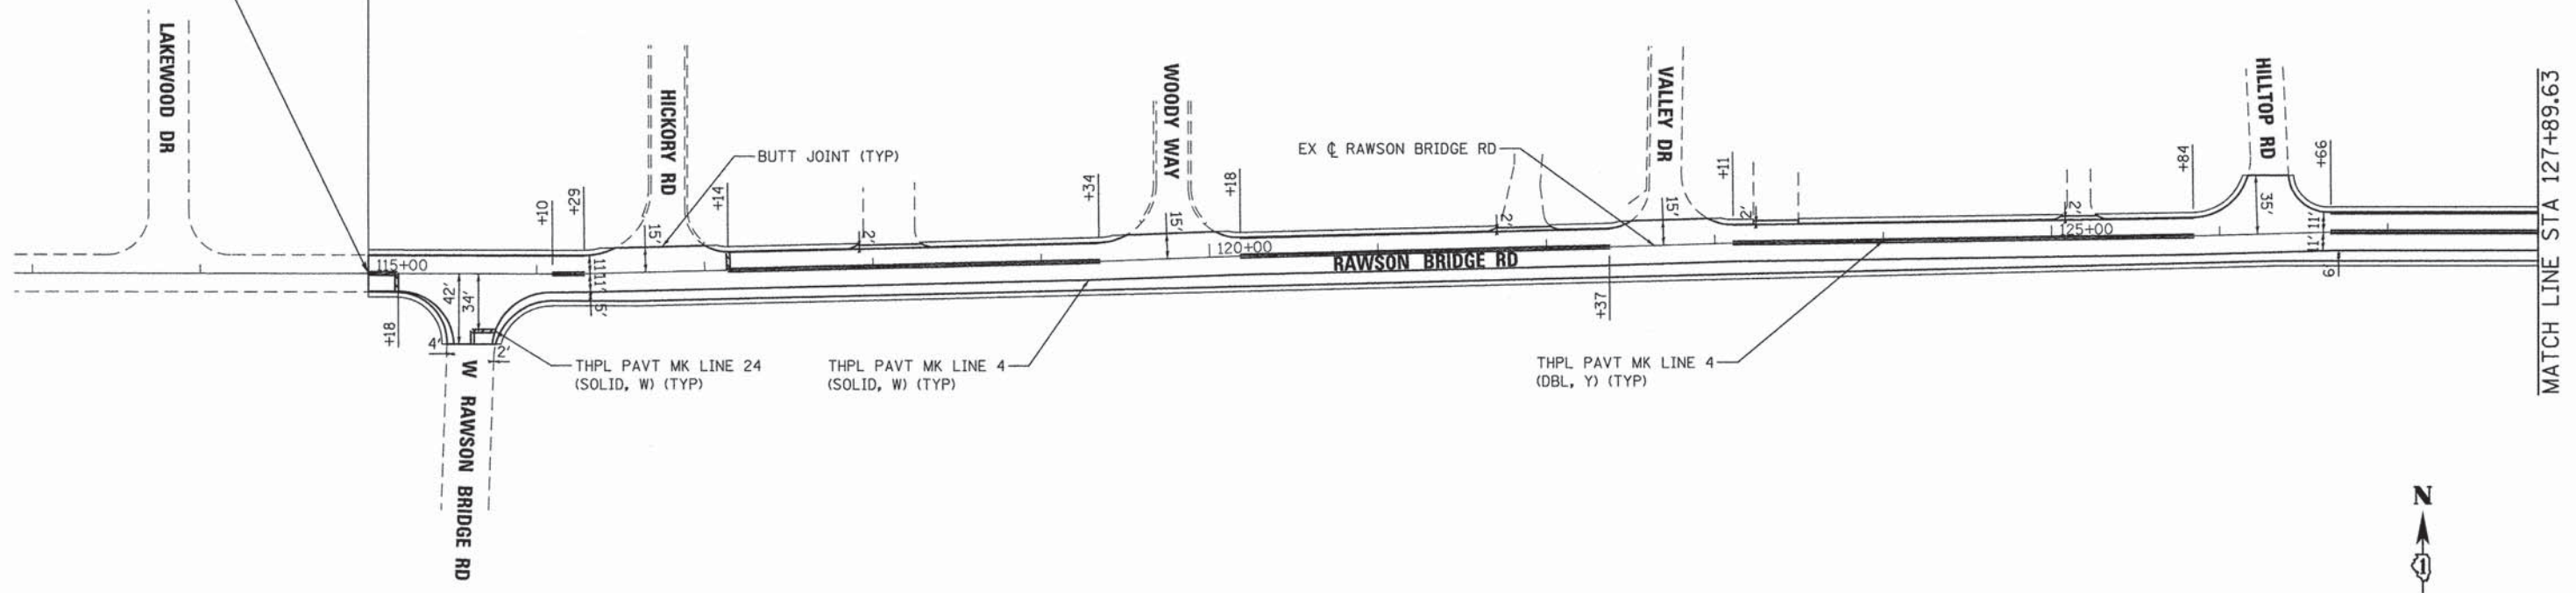 LAKEWOOD DR
HICKORY RD
WOODY WAY
VALLEY DR
HILLTOP RD
MATCH LINE STA 127+89.63
BUTT JOINT (TYP)
EX ℄ RAWSON BRIDGE RD
+10
+29
+14
+34
+18
+11
+84
+66
15'
2'
15'
2'
15'
2'
2'
35'
11'
11'
6'
115+00
120+00
125+00
RAWSON BRIDGE RD
+18
42'
34'
11'
11'
5'
+37
4'
2'
THPL PAVT MK LINE 24
(SOLID, W) (TYP)
THPL PAVT MK LINE 4
(SOLID, W) (TYP)
THPL PAVT MK LINE 4
(DBL, Y) (TYP)
W RAWSON BRIDGE RD
N
1